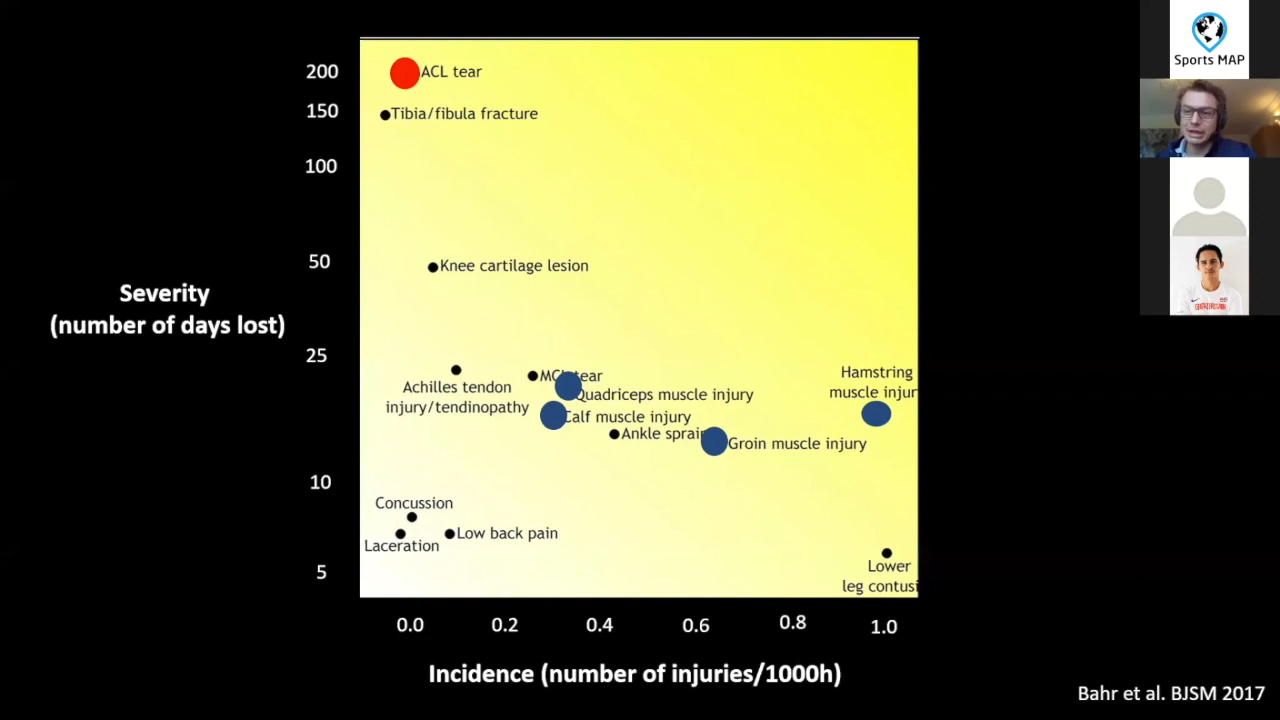 200
ACL tear
150
Tibia/fibula fracture
100
50
Knee cartilage lesion
Severity
(number of days lost)
25
Achilles tendon
injury/tendinopathy
MCL tear
Quadriceps muscle injury
Calf muscle injury
Ankle sprain
Groin muscle injury
Hamstring
muscle injur
10
Concussion
Laceration
Low back pain
5
Lower
leg contusi
0.0 0.2 0.4 0.6 0.8 1.0
Incidence (number of injuries/1000h)
Bahr et al. BJSM 2017
Sports MAP